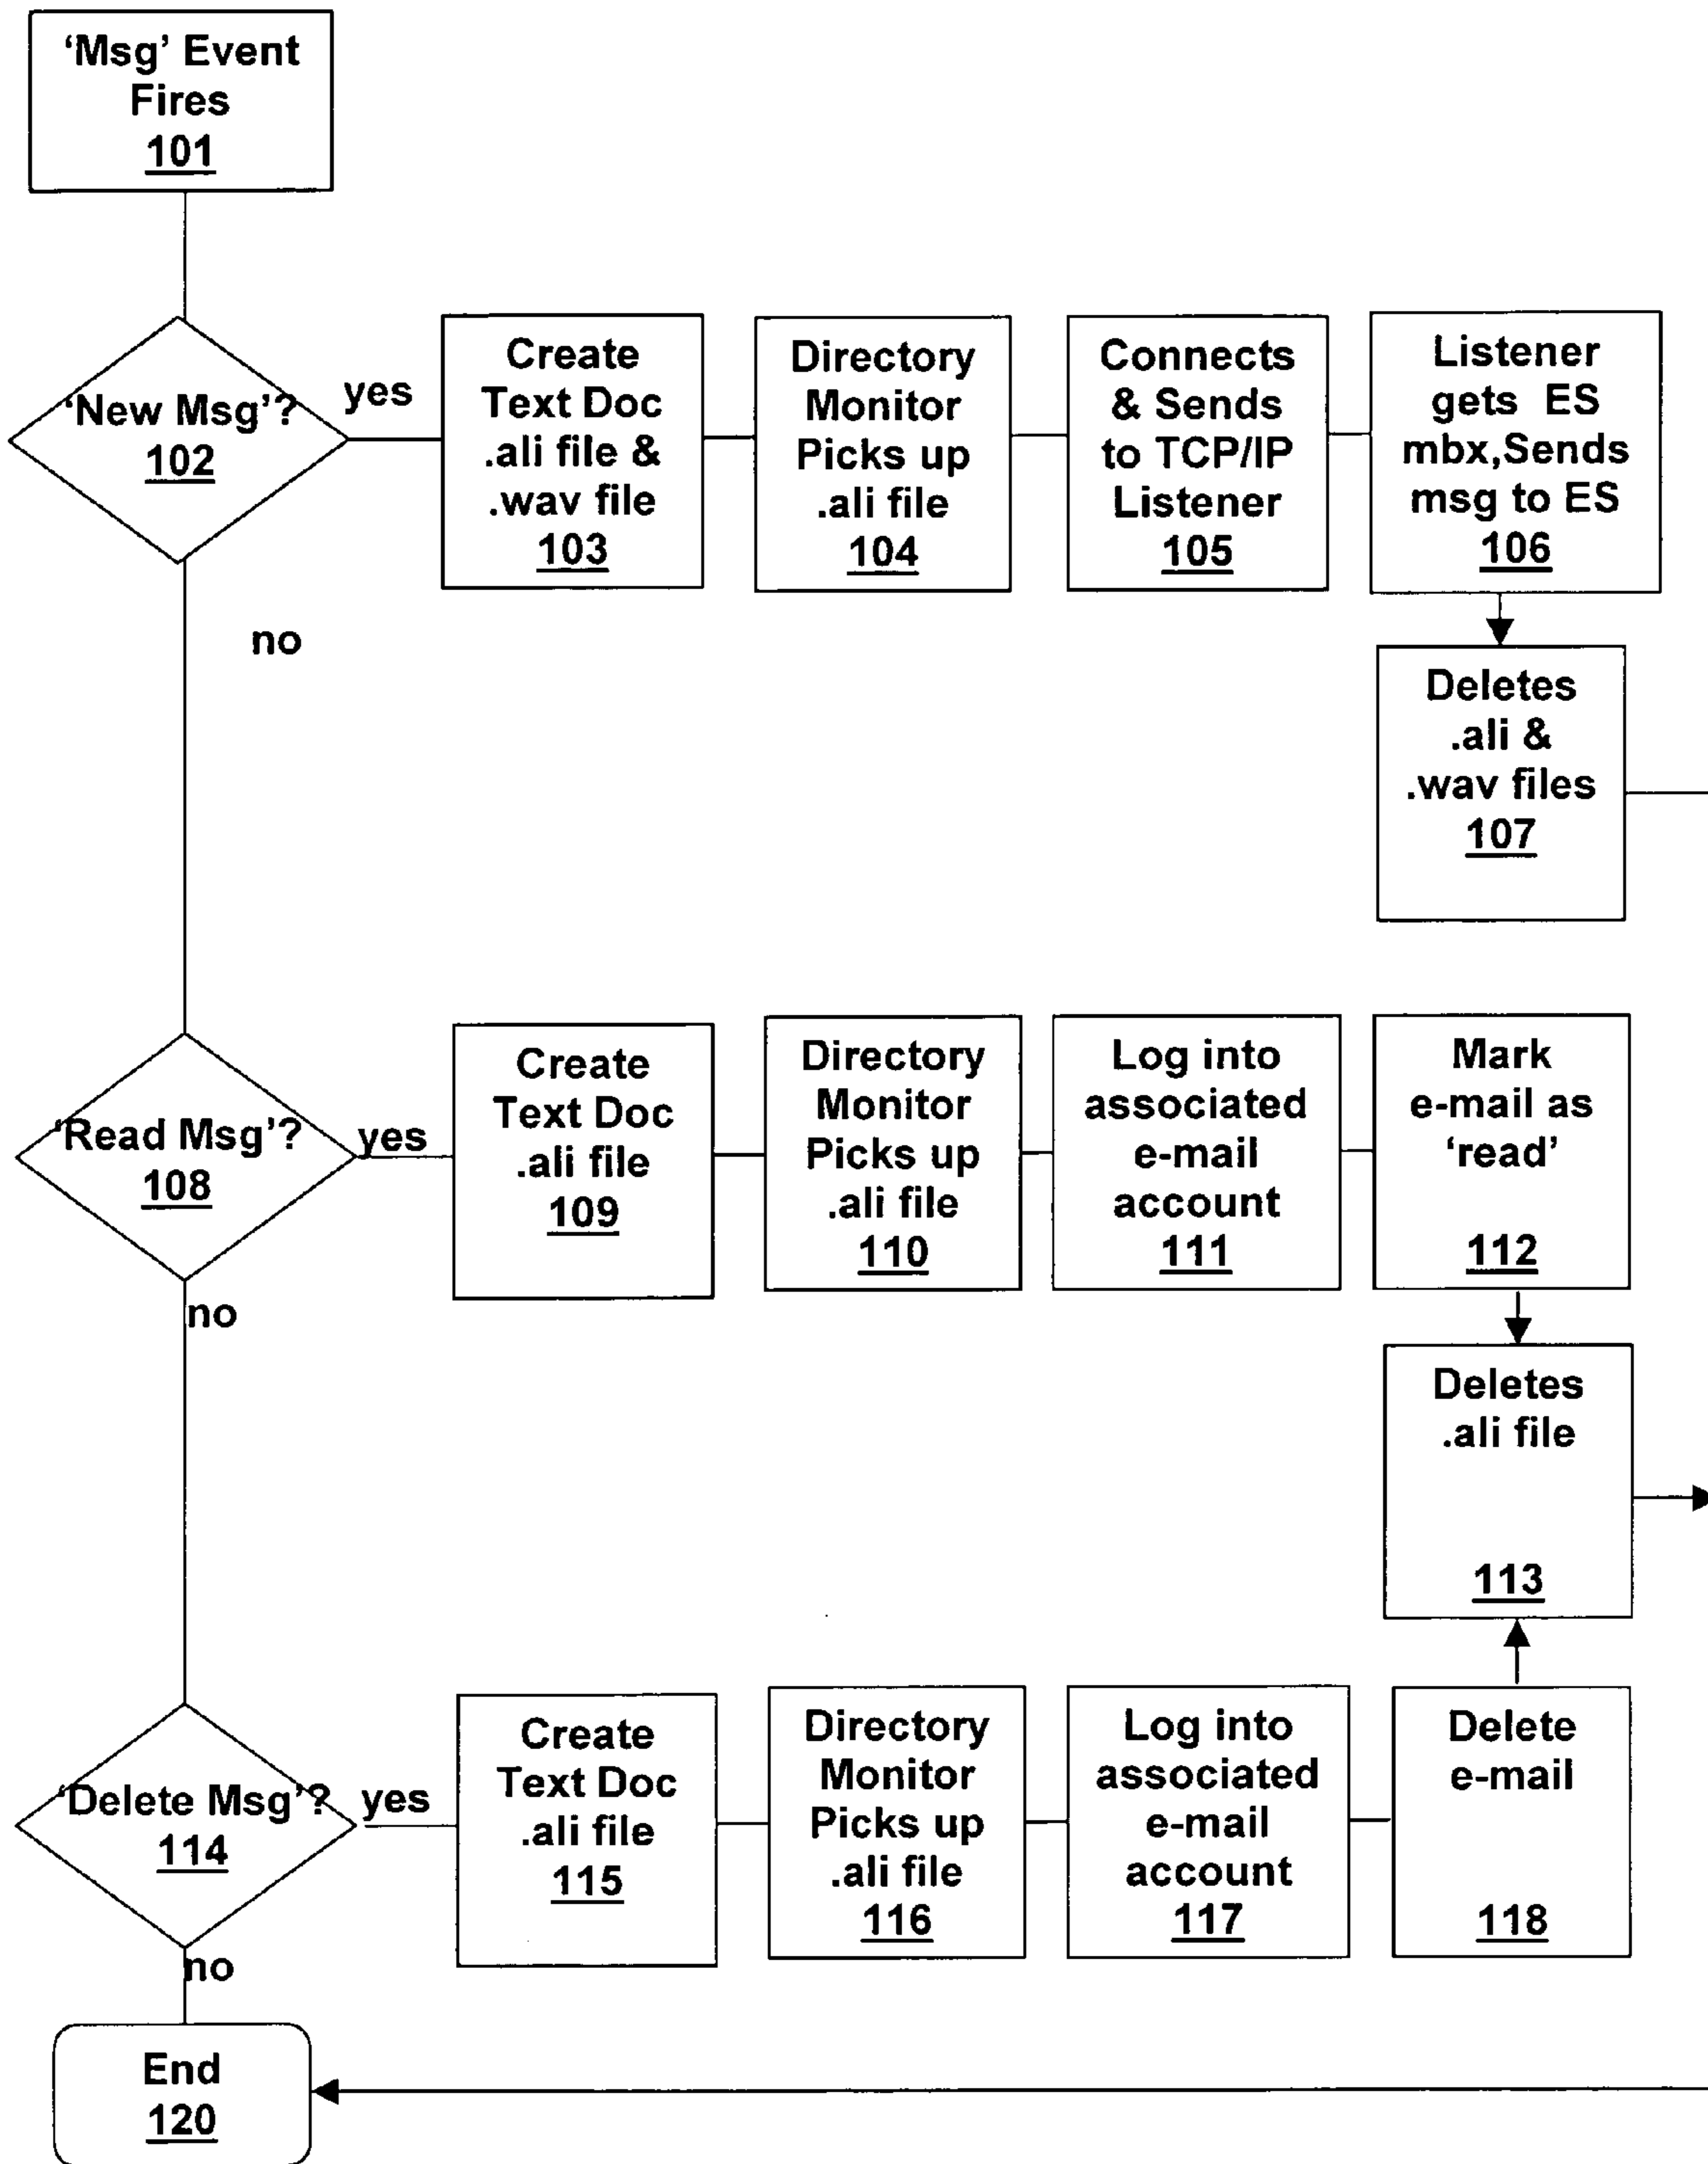 ‘Msg’ Event
Fires
101
‘New Msg’?
102
yes
Create
Text Doc
.ali file &
.wav file
103
Directory
Monitor
Picks up
.ali file
104
Connects
& Sends
to TCP/IP
Listener
105
Listener
gets ES
mbx,Sends
msg to ES
106
no
Deletes
.ali &
.wav files
107
‘Read Msg’?
108
yes
Create
Text Doc
.ali file
109
Directory
Monitor
Picks up
.ali file
110
Log into
associated
e-mail
account
111
Mark
e-mail as
‘read’
112
no
Deletes
.ali file
113
‘Delete Msg’?
114
yes
Create
Text Doc
.ali file
115
Directory
Monitor
Picks up
.ali file
116
Log into
associated
e-mail
account
117
Delete
e-mail
118
no
End
120